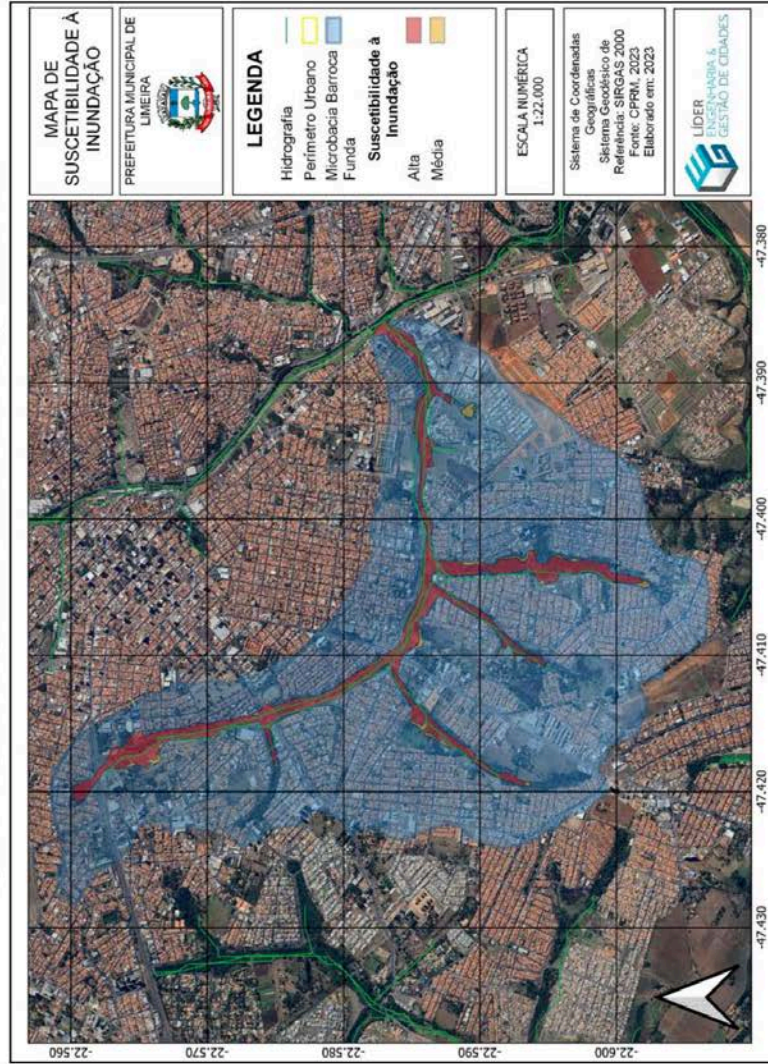 MAPA DE
SUSCETIBILIDADE À
INUNDAÇÃO
PREFEITURA MUNICIPAL DE
LIMEIRA
LEGENDA
Hidrografia
Perímetro Urbano
Microbacia Barroca
Funda
Suscetibilidade à
Inundação
Alta
Média
ESCALA NUMÉRICA
1:22.000
Sistema de Coordenadas
Geográficas
Sistema Geodésico de
Referência: SIRGAS 2000
Fonte: CPRM, 2023
Elaborado em: 2023
LÍDER
ENGENHARIA &
GESTÃO DE CIDADES
-47.430
-47.420
-47.410
-47.400
-47.390
-47.380
-22.560
-22.570
-22.580
-22.590
-22.600